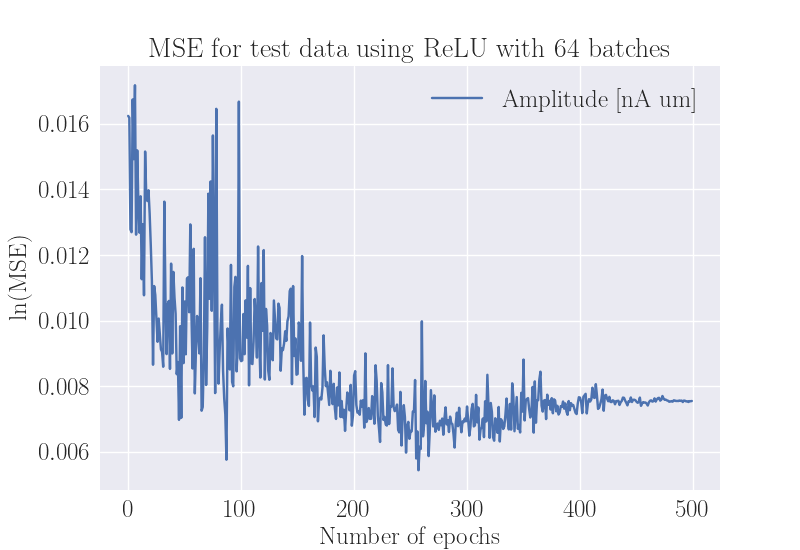 MSE for test data using ReLU with 64 batches
Amplitude [nA um]
0.016
0.014
0.012
0.010
0.008
0.006
ln(MSE)
0 100 200 300 400 500
Number of epochs